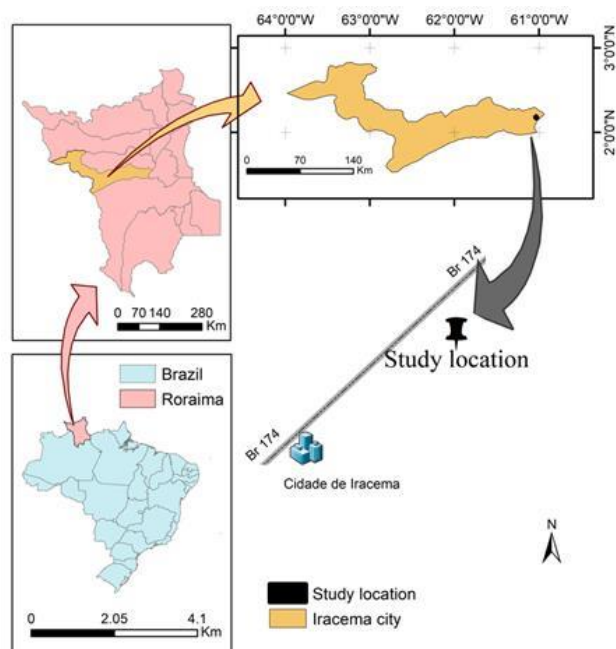 64°0'0"W 63°0'0"W 62°0'0"W 61°0'0"W
3°0'0"N
2°0'0"N
0 70 140
Km
0 70 140 280
Km
Br 174
Study location
Br 174
Cidade de Iracema
Brazil
Roraima
0 2.05 4.1
Km
N
Study location
Iracema city